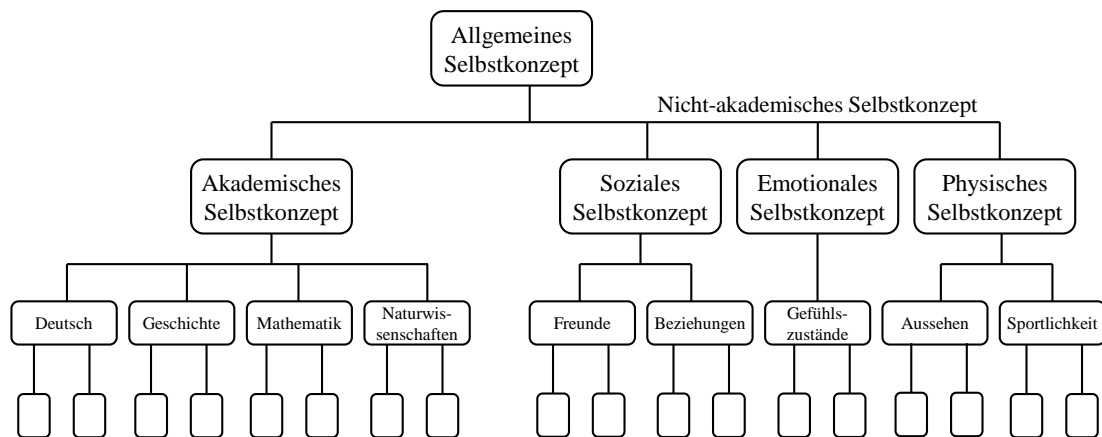 Allgemeines
Selbstkonzept
Nicht-akademisches Selbstkonzept
Akademisches
Selbstkonzept
Soziales
Selbstkonzept
Emotionales
Selbstkonzept
Physisches
Selbstkonzept
Deutsch
Geschichte
Mathematik
Naturwis-
senschaften
Freunde
Beziehungen
Gefühls-
zustände
Aussehen
Sportlichkeit